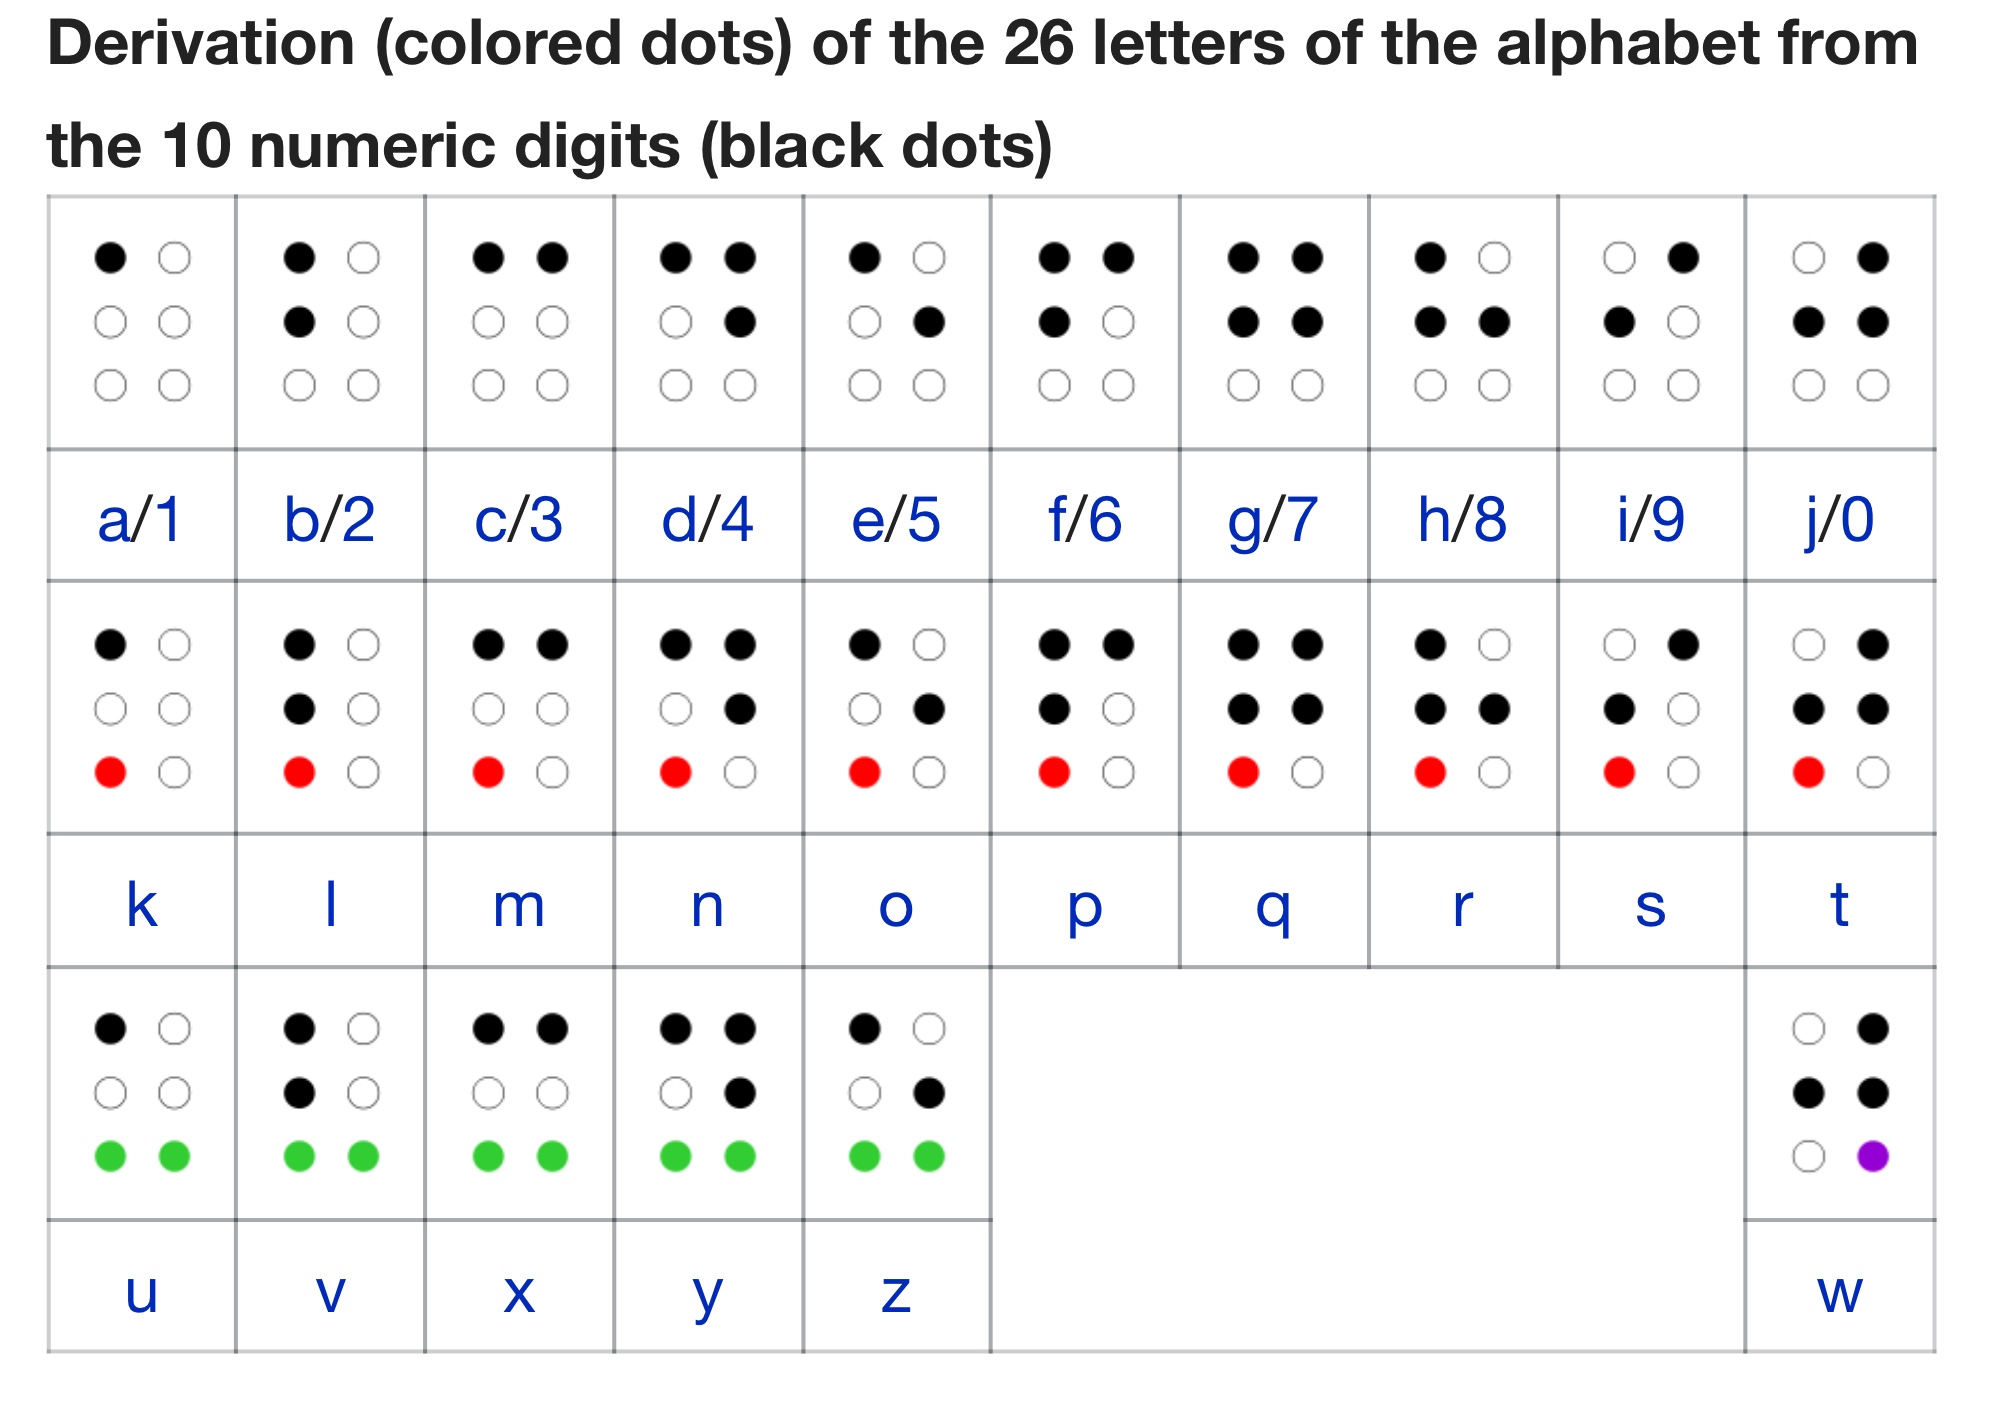 Derivation (colored dots) of the 26 letters of the alphabet from
the 10 numeric digits (black dots)
a/1 b/2 c/3 d/4 e/5 f/6 g/7 h/8 i/9 j/0
k l m n o p q r s t
u v x y z w